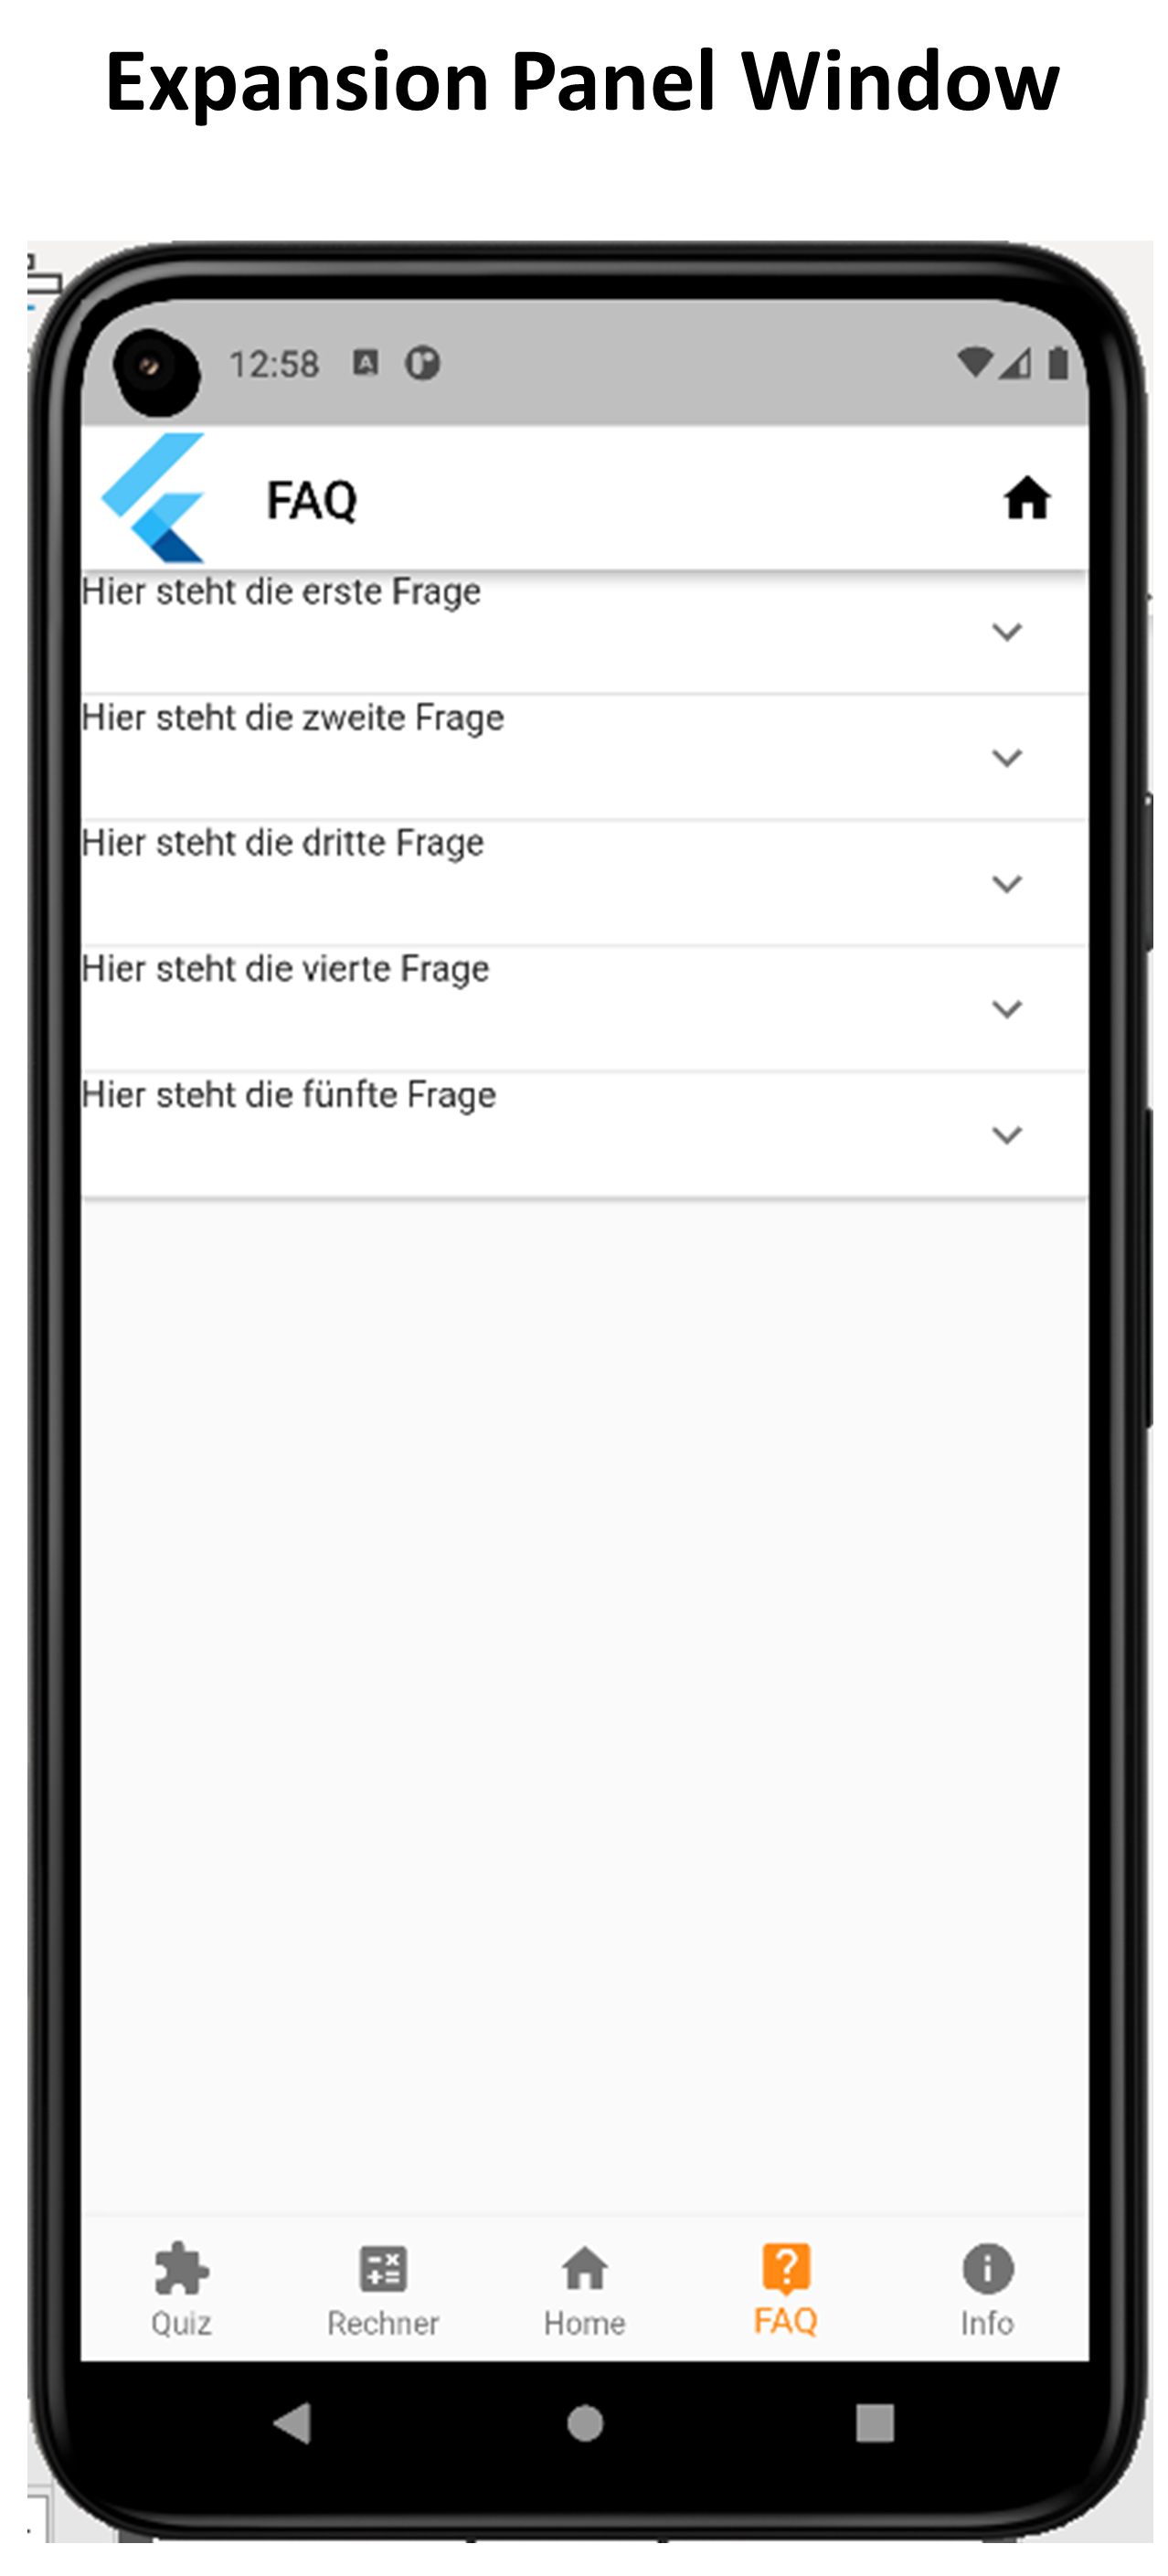 Expansion Panel Window
12:58
FAQ
Hier steht die erste Frage
Hier steht die zweite Frage
Hier steht die dritte Frage
Hier steht die vierte Frage
Hier steht die fünfte Frage
Quiz Rechner Home FAQ Info